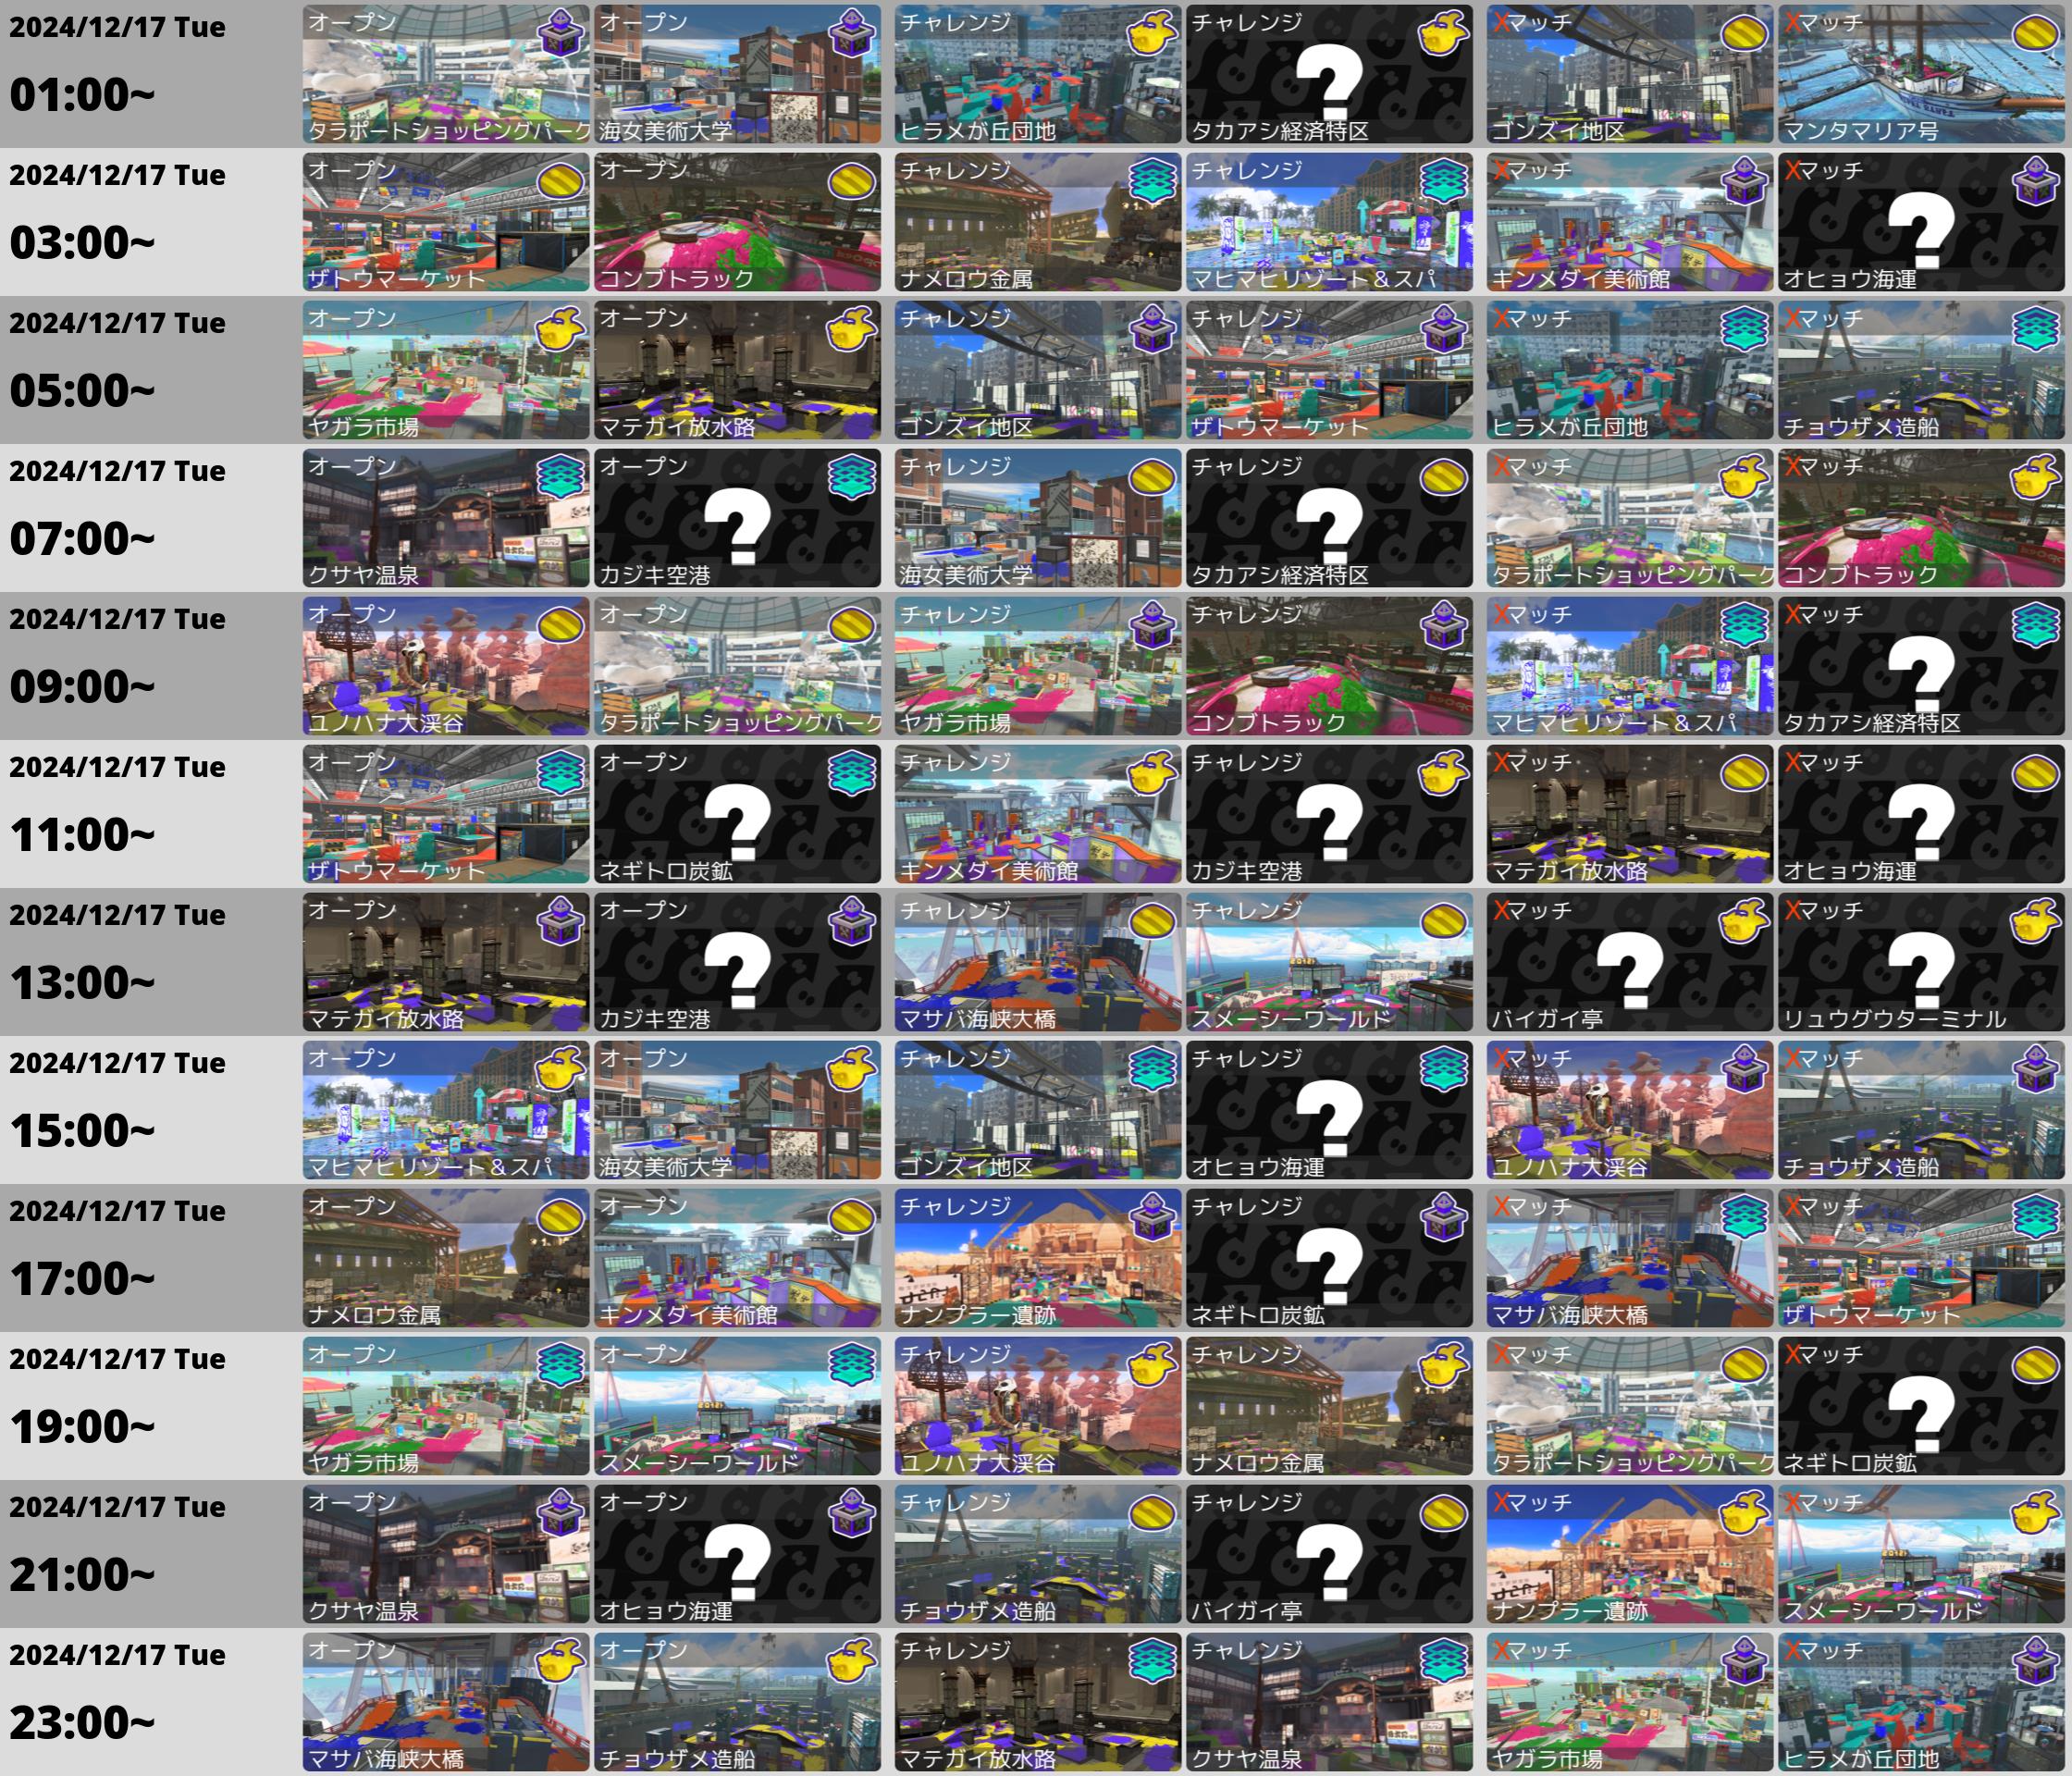 2024/12/17 Tue
01:00~
オープン オープン チャレンジ チャレンジ Xマッチ Xマッチ
タラポートショッピングパーク 海女美術大学 ヒラメが丘団地 タカアシ経済特区 ゴンズイ地区 マンタマリア号
2024/12/17 Tue
03:00~
オープン オープン チャレンジ チャレンジ Xマッチ Xマッチ
ザトウマーケット コンブトラック ナメロウ金属 マヒマヒリゾート&スパ キンメダイ美術館 オヒョウ海運
2024/12/17 Tue
05:00~
オープン オープン チャレンジ チャレンジ Xマッチ Xマッチ
ヤガラ市場 マテガイ放水路 ゴンズイ地区 ザトウマーケット ヒラメが丘団地 チョウザメ造船
2024/12/17 Tue
07:00~
オープン オープン チャレンジ チャレンジ Xマッチ Xマッチ
クサヤ温泉 カジキ空港 海女美術大学 タカアシ経済特区 タラポートショッピングパーク コンブトラック
2024/12/17 Tue
09:00~
オープン オープン チャレンジ チャレンジ Xマッチ Xマッチ
ユノハナ大渓谷 タラポートショッピングパーク ヤガラ市場 コンブトラック マヒマヒリゾート&スパ タカアシ経済特区
2024/12/17 Tue
11:00~
オープン オープン チャレンジ チャレンジ Xマッチ Xマッチ
ザトウマーケット ネギトロ炭鉱 キンメダイ美術館 カジキ空港 マテガイ放水路 オヒョウ海運
2024/12/17 Tue
13:00~
オープン オープン チャレンジ チャレンジ Xマッチ Xマッチ
マテガイ放水路 カジキ空港 マサバ海峡大橋 スメーシーワールド バイガイ亭 リュウグウターミナル
2024/12/17 Tue
15:00~
オープン オープン チャレンジ チャレンジ Xマッチ Xマッチ
マヒマヒリゾート&スパ 海女美術大学 ゴンズイ地区 オヒョウ海運 ユノハナ大渓谷 チョウザメ造船
2024/12/17 Tue
17:00~
オープン オープン チャレンジ チャレンジ Xマッチ Xマッチ
ナメロウ金属 キンメダイ美術館 ナンプラー遺跡 ネギトロ炭鉱 マサバ海峡大橋 ザトウマーケット
2024/12/17 Tue
19:00~
オープン オープン チャレンジ チャレンジ Xマッチ Xマッチ
ヤガラ市場 スメーシーワールド ユノハナ大渓谷 ナメロウ金属 タラポートショッピングパーク ネギトロ炭鉱
2024/12/17 Tue
21:00~
オープン オープン チャレンジ チャレンジ Xマッチ Xマッチ
クサヤ温泉 オヒョウ海運 チョウザメ造船 バイガイ亭 ナンプラー遺跡 スメーシーワールド
2024/12/17 Tue
23:00~
オープン オープン チャレンジ チャレンジ Xマッチ Xマッチ
マサバ海峡大橋 チョウザメ造船 マテガイ放水路 クサヤ温泉 ヤガラ市場 ヒラメが丘団地